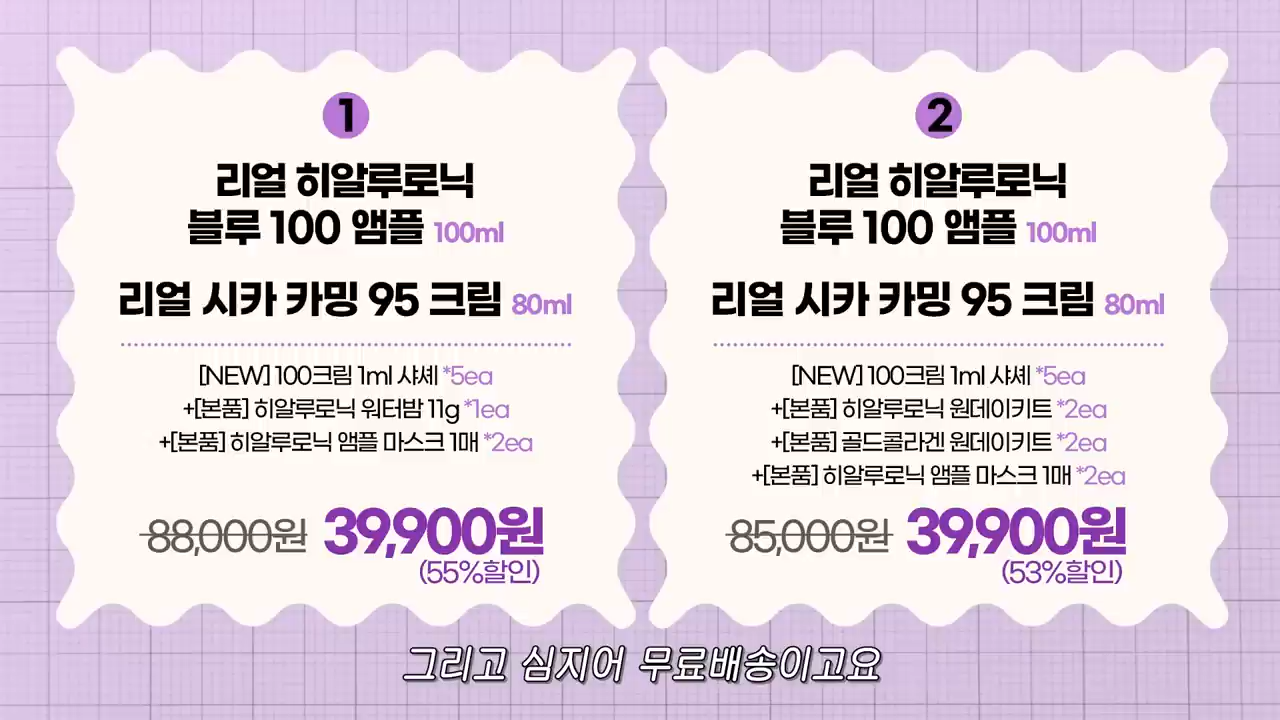 1
리얼 히알루로닉
블루 100 앰플 100ml
리얼 시카 카밍 95 크림 80ml
[NEW] 100크림 1ml 샤셰 *5ea
+[본품] 히알루로닉 워터밤 11g *1ea
+[본품] 히알루로닉 앰플 마스크 1매 *2ea
88,000원 39,900원
(55%할인)
2
리얼 히알루로닉
블루 100 앰플 100ml
리얼 시카 카밍 95 크림 80ml
[NEW] 100크림 1ml 샤셰 *5ea
+[본품] 히알루로닉 원데이키트 *2ea
+[본품] 골드콜라겐 원데이키트 *2ea
+[본품] 히알루로닉 앰플 마스크 1매 *2ea
85,000원 39,900원
(53%할인)
그리고 심지어 무료배송이고요